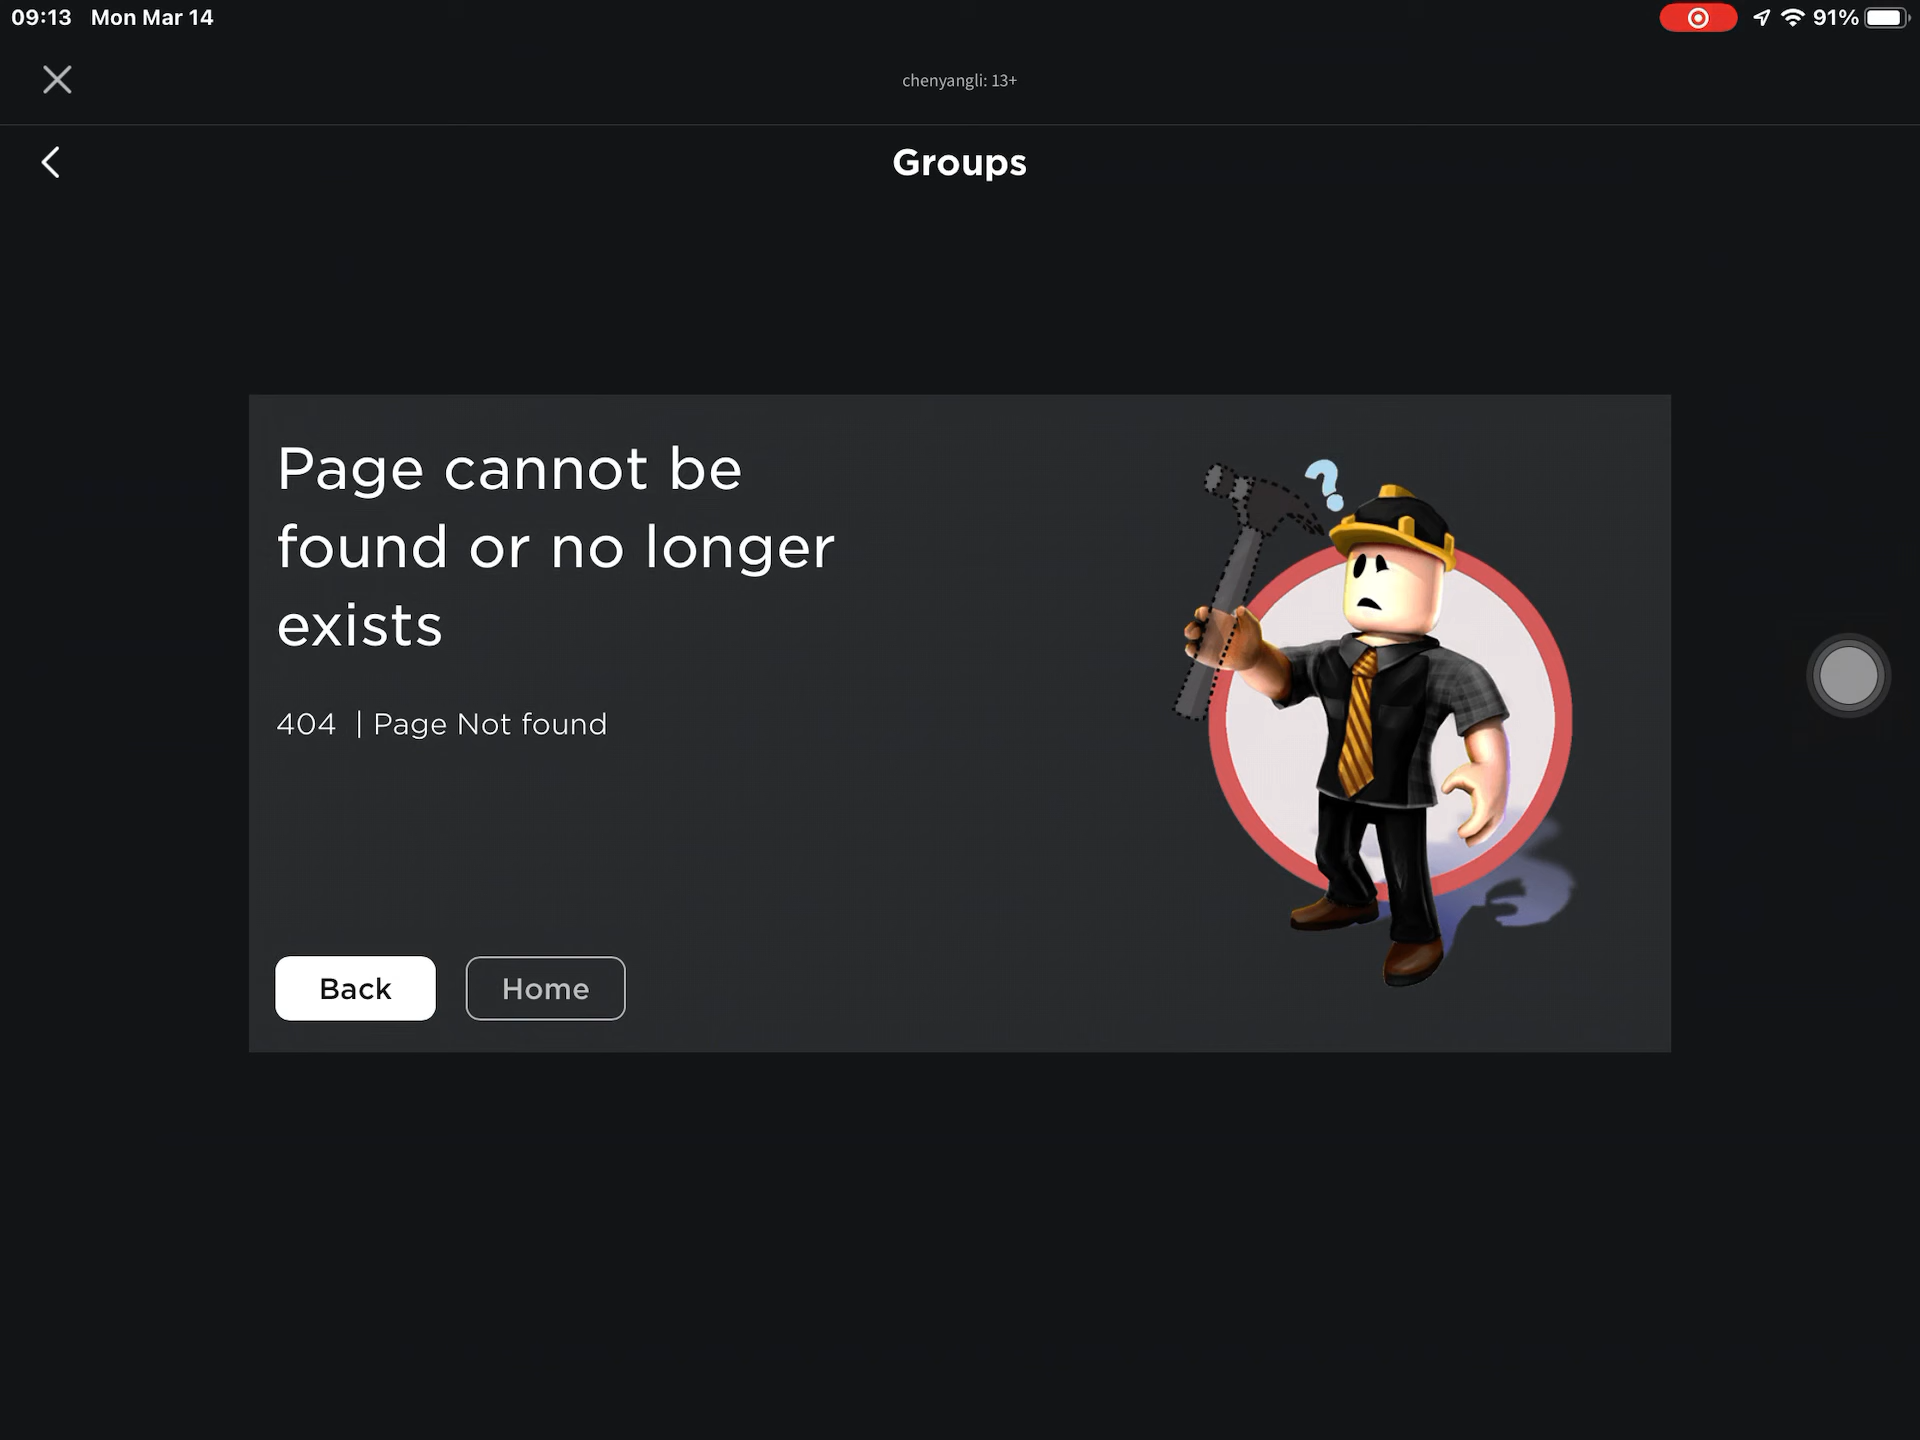 09:13 Mon Mar 14 91%
chenyangli: 13+
Groups
?
Page cannot be
found or no longer
exists
404 | Page Not found
Back Home